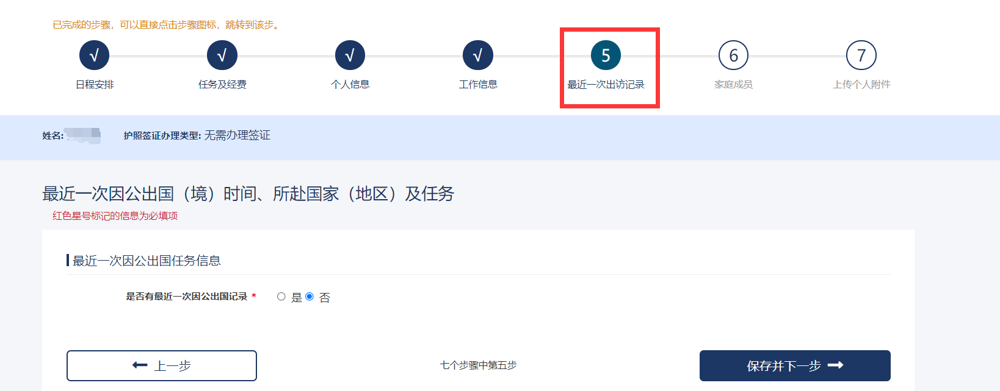 已完成的步骤，可以直接点击步骤图标，跳转到该步。
√ √ √ √ 5 6 7
日程安排 任务及经费 个人信息 工作信息 最近一次出访记录 家庭成员 上传个人附件
姓名: 护照签证办理类型: 无需办理签证
最近一次因公出国（境）时间、所赴国家（地区）及任务
红色星号标记的信息为必填项
最近一次因公出国任务信息
是否有最近一次因公出国记录 * 是 否
上一步 七个步骤中第五步 保存并下一步